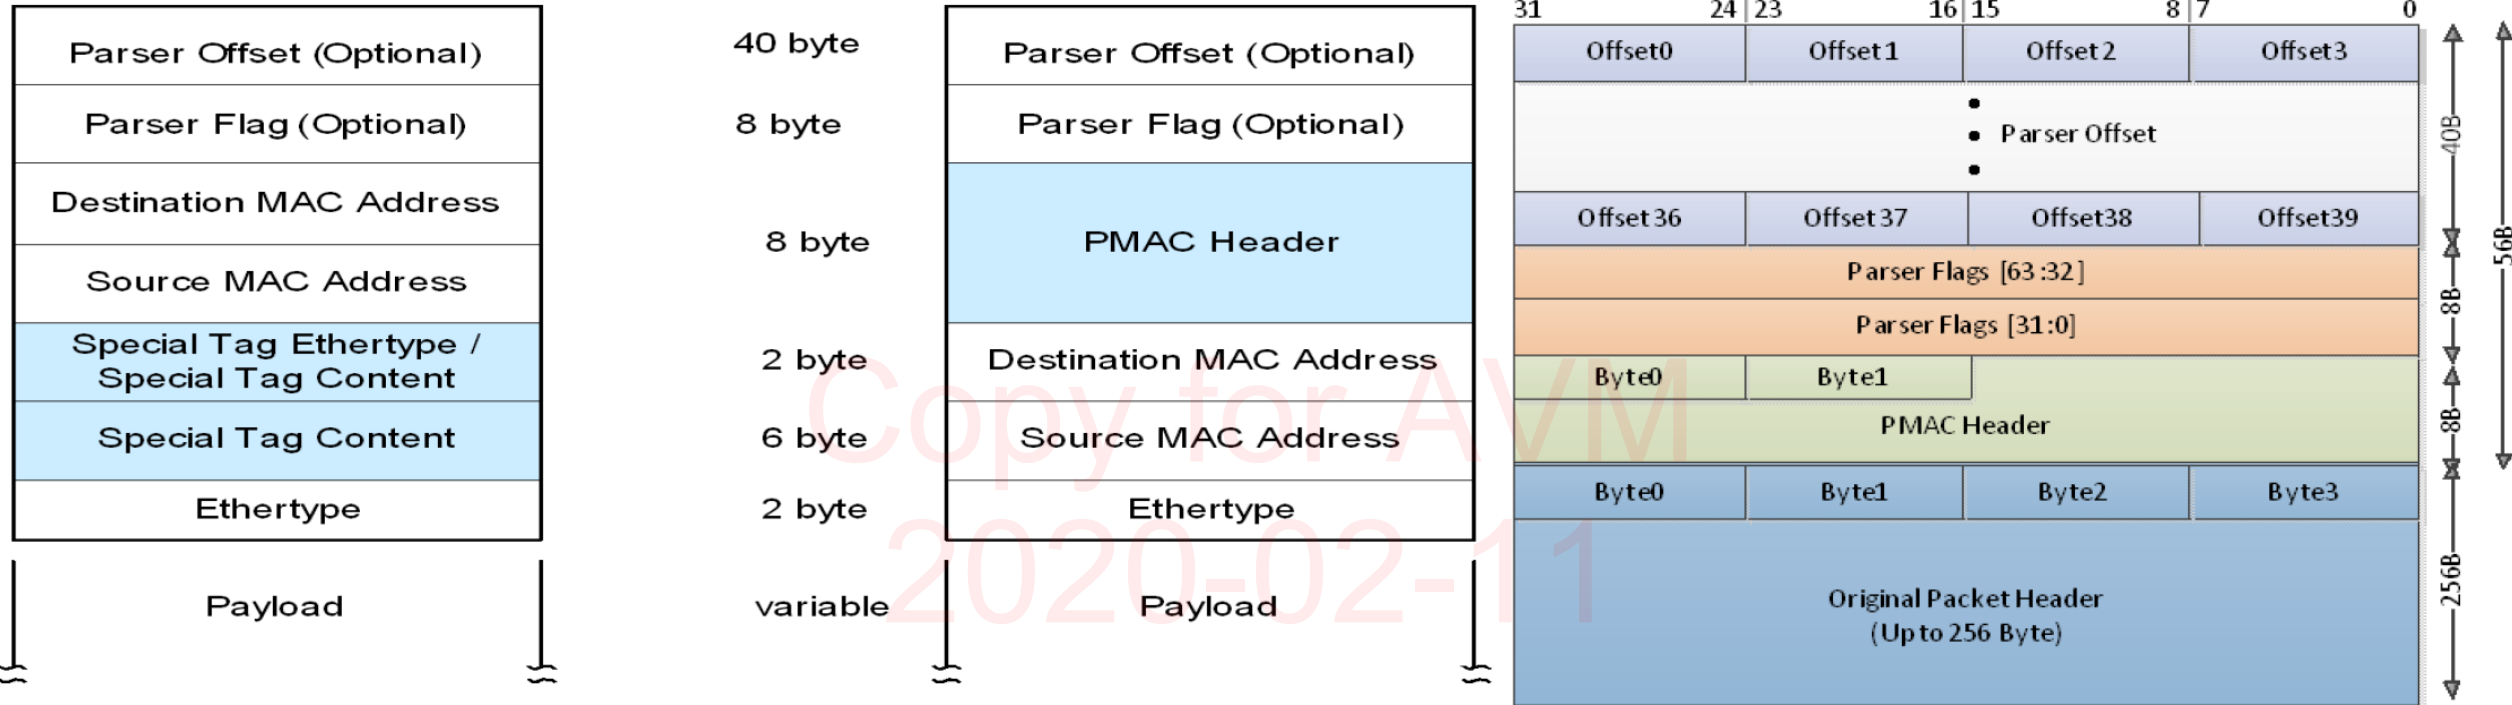 Parser Offset (Optional)
Parser Flag (Optional)
Destination MAC Address
Source MAC Address
Special Tag Ethertype /
Special Tag Content
Special Tag Content
Ethertype
Payload
40 byte
8 byte
8 byte
2 byte
6 byte
2 byte
variable
Parser Offset (Optional)
Parser Flag (Optional)
PMAC Header
Destination MAC Address
Source MAC Address
Ethertype
Payload
Copy for AVM
2020-02-11
31 24 23 16 15 8 7 0
Offset0 Offset1 Offset2 Offset3
Parser Offset
Offset36 Offset37 Offset38 Offset39
Parser Flags [63:32]
Parser Flags [31:0]
Byte0 Byte1
PMAC Header
Byte0 Byte1 Byte2 Byte3
Original Packet Header
(Up to 256 Byte)
40B
8B
8B
256B
56B